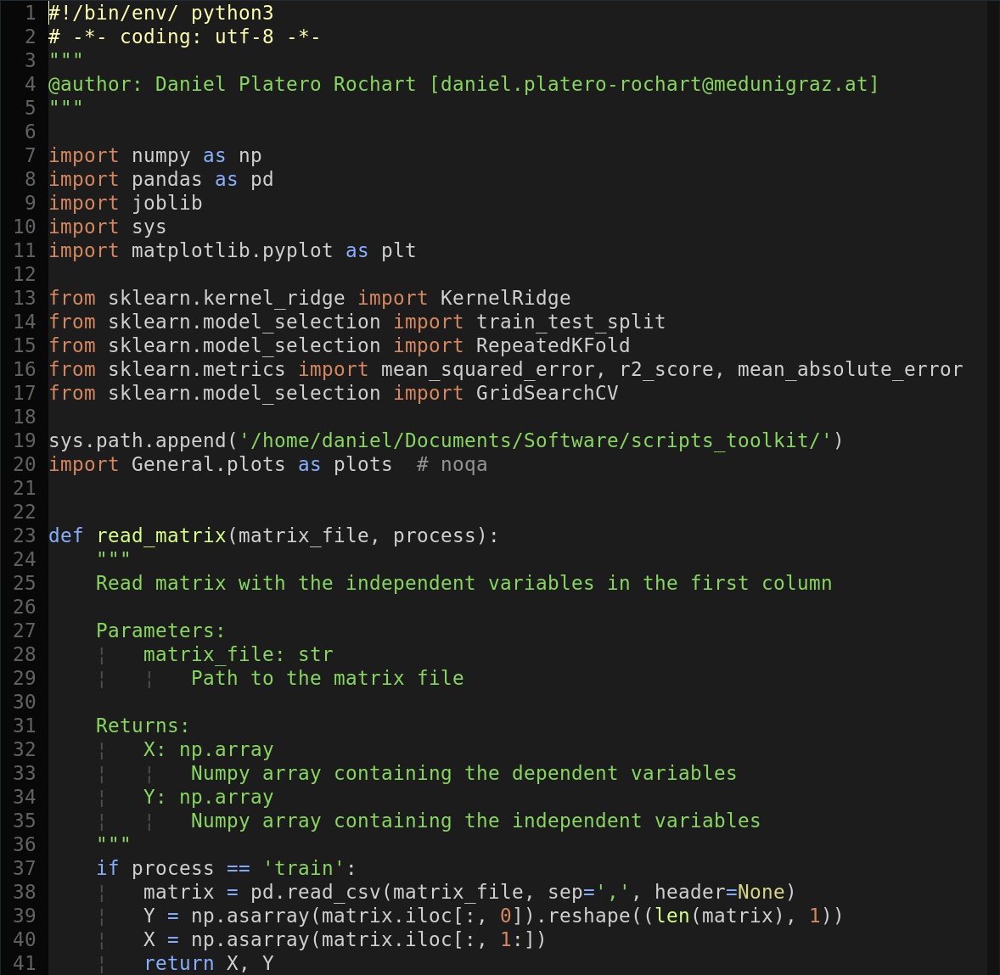 1 #!/bin/env/ python3
2 # -*- coding: utf-8 -*-
3 """
4 @author: Daniel Platero Rochart [daniel.platero-rochart@medunigraz.at]
5 """
6
7 import numpy as np
8 import pandas as pd
9 import joblib
10 import sys
11 import matplotlib.pyplot as plt
12
13 from sklearn.kernel_ridge import KernelRidge
14 from sklearn.model_selection import train_test_split
15 from sklearn.model_selection import RepeatedKFold
16 from sklearn.metrics import mean_squared_error, r2_score, mean_absolute_error
17 from sklearn.model_selection import GridSearchCV
18
19 sys.path.append('/home/daniel/Documents/Software/scripts_toolkit/')
20 import General.plots as plots  # noqa
21
22
23 def read_matrix(matrix_file, process):
24     """
25     Read matrix with the independent variables in the first column
26
27     Parameters:
28     ¦   matrix_file: str
29     ¦   ¦   Path to the matrix file
30
31     Returns:
32     ¦   X: np.array
33     ¦   ¦   Numpy array containing the dependent variables
34     ¦   Y: np.array
35     ¦   ¦   Numpy array containing the independent variables
36     """
37     if process == 'train':
38     ¦   matrix = pd.read_csv(matrix_file, sep=',', header=None)
39     ¦   Y = np.asarray(matrix.iloc[:, 0]).reshape((len(matrix), 1))
40     ¦   X = np.asarray(matrix.iloc[:, 1:])
41     ¦   return X, Y